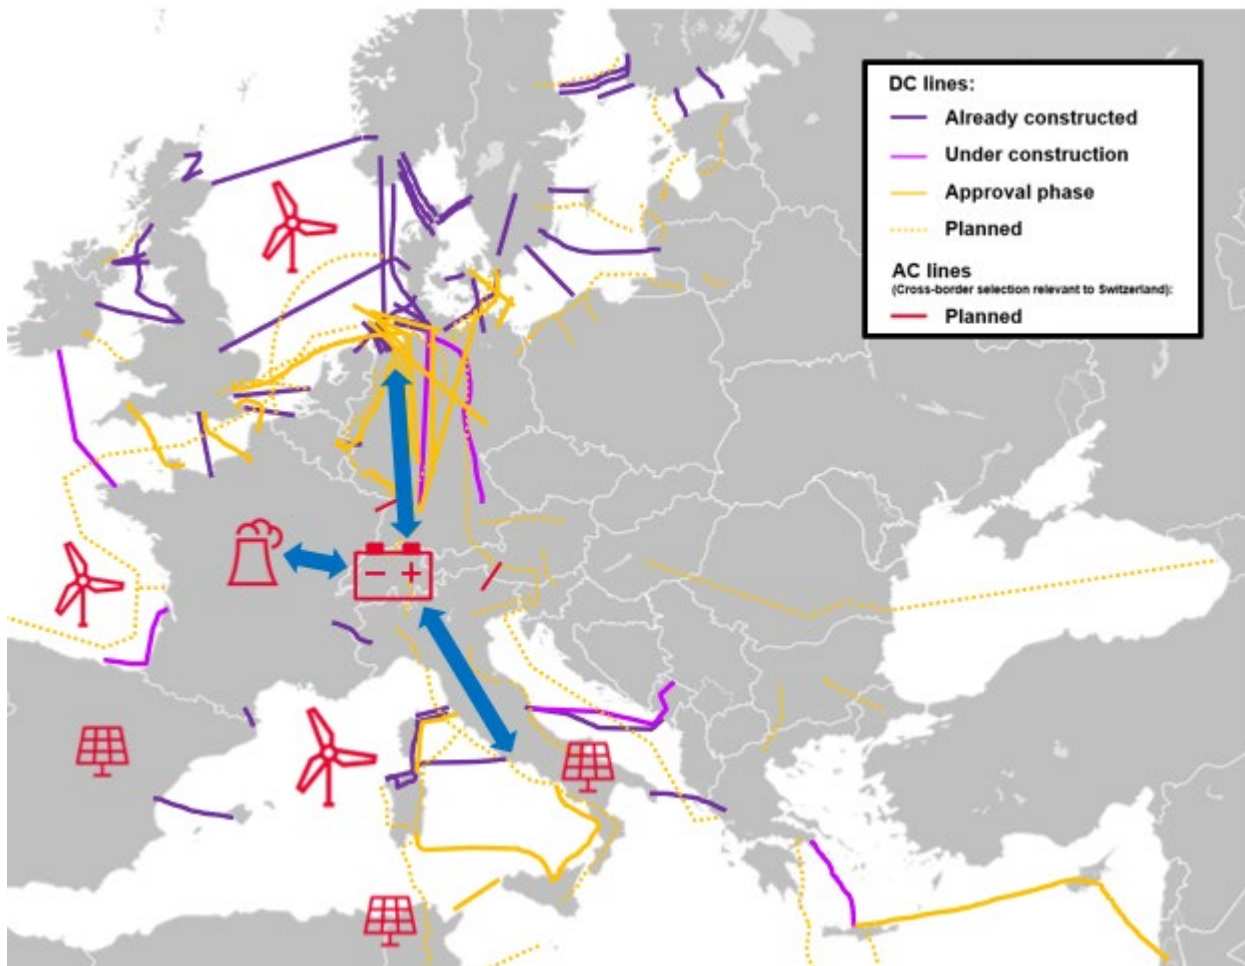 DC lines:
Already constructed
Under construction
Approval phase
Planned
AC lines
(Cross-border selection relevant to Switzerland):
Planned